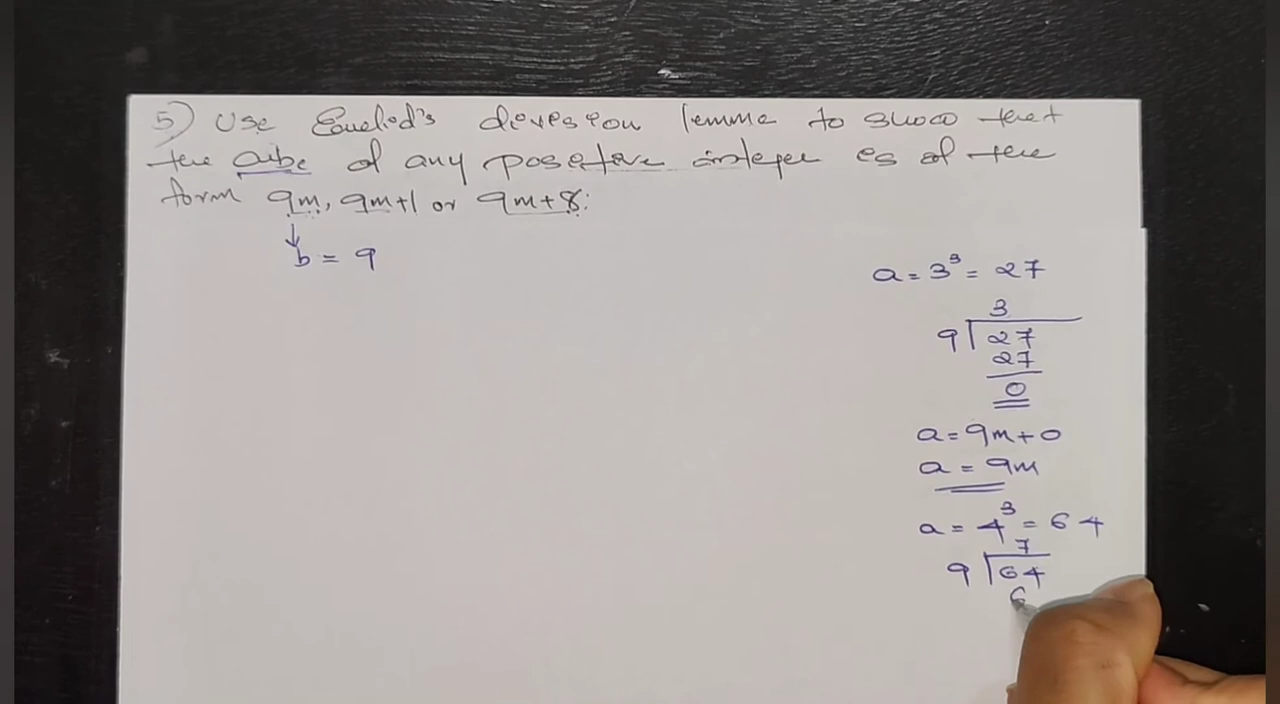 5) Use Euclid's division lemma to show that
the cube of any positive integer is of the
form 9m, 9m+1 or 9m+8.
b = 9
a = 3³ = 27
3
9 27
27
0
a = 9m+0
a = 9m
a = 4³ = 64
7
9 64
6